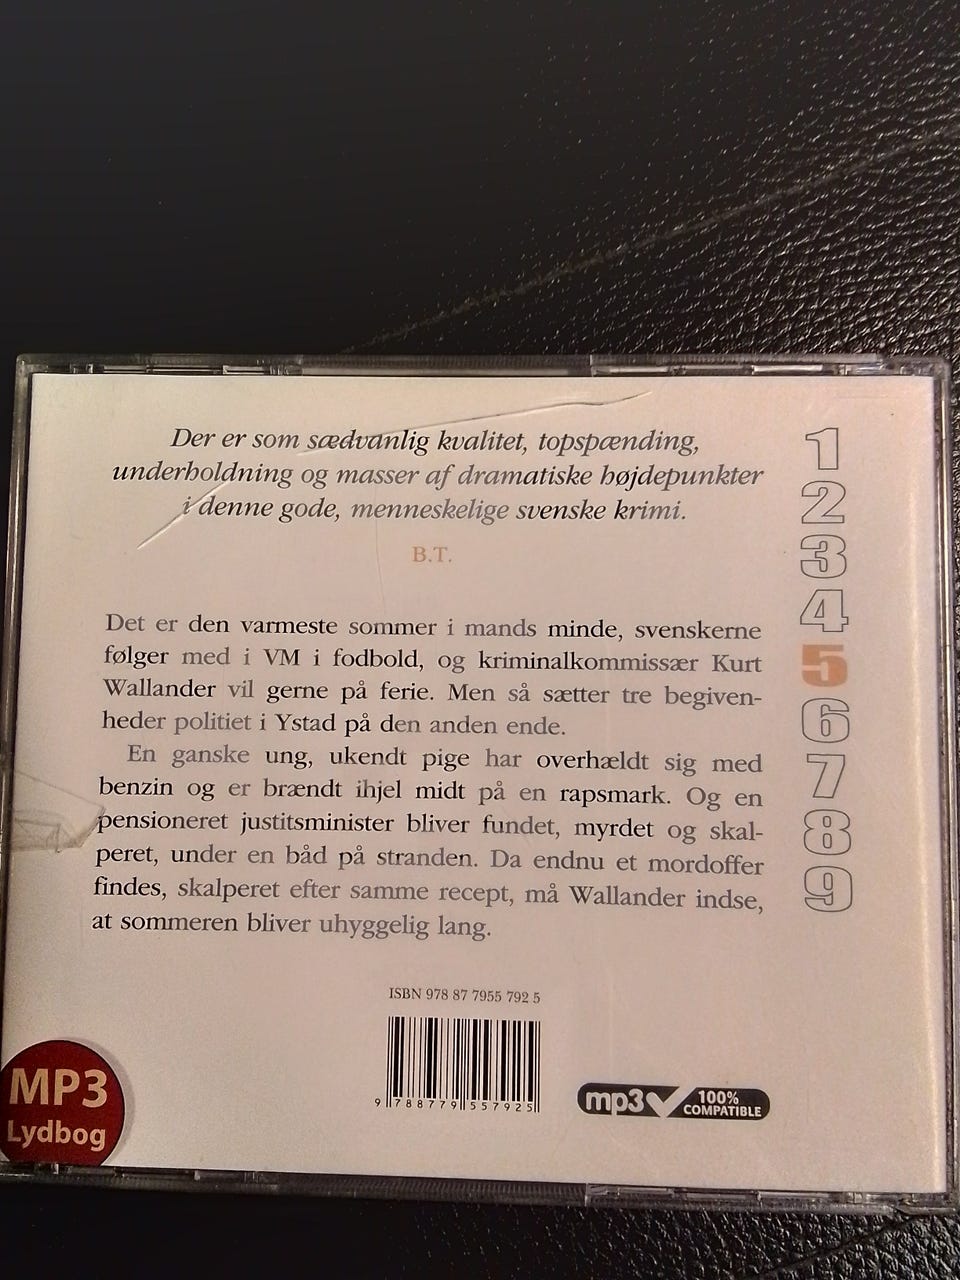 Der er som sædvanlig kvalitet, topspænding,
underholdning og masser af dramatiske højdepunkter
i denne gode, menneskelige svenske krimi.
B.T.
Det er den varmeste sommer i mands minde, svenskerne
følger med i VM i fodbold, og kriminalkommissær Kurt
Wallander vil gerne på ferie. Men så sætter tre begiven-
heder politiet i Ystad på den anden ende.
En ganske ung, ukendt pige har overhældt sig med
benzin og er brændt ihjel midt på en rapsmark. Og en
pensioneret justitsminister bliver fundet, myrdet og skal-
peret, under en båd på stranden. Da endnu et mordoffer
findes, skalperet efter samme recept, må Wallander indse,
at sommeren bliver uhyggelig lang.
1
2
3
4
5
6
7
8
9
ISBN 978 87 7955 792 5
9 788779 557925
MP3
Lydbog
mp3 100%
COMPATIBLE